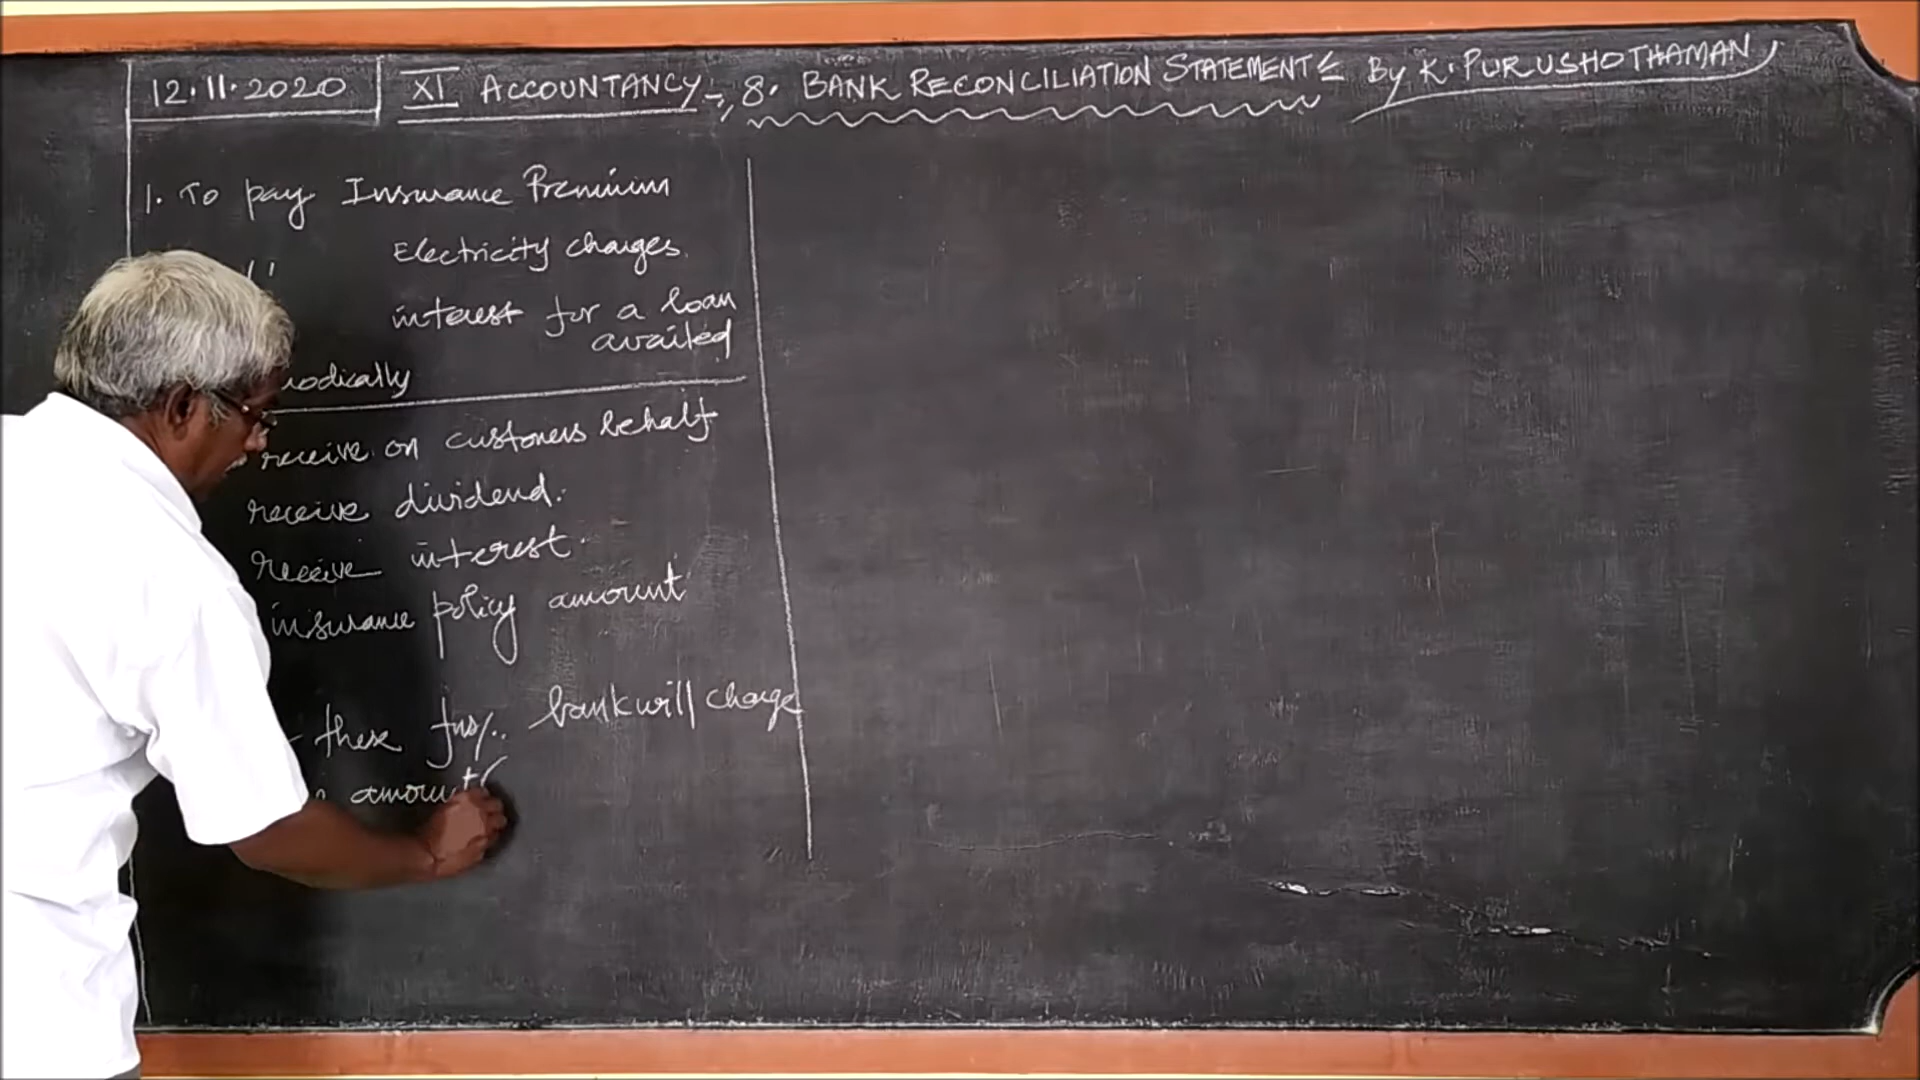 12.11.2020 XI ACCOUNTANCY 8. BANK RECONCILIATION STATEMENT By K. PURUSHOTHAMAN
1. To pay Insurance Premium
" Electricity charges.
interest for a loan
availed
receive on customers behalf
receive dividend.
receive interest.
insurance policy amount
these bank will charge
amount